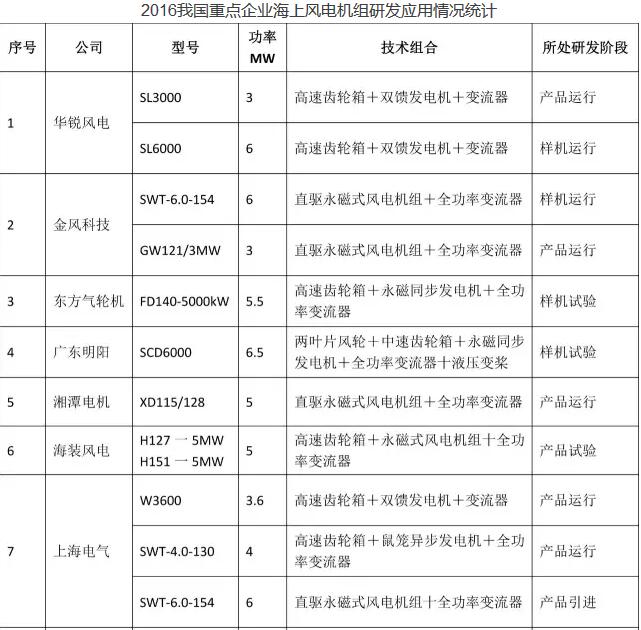 2016我国重点企业海上风电机组研发应用情况统计
序号 公司 型号 功率 MW 技术组合 所处研发阶段
1 华锐风电 SL3000 3 高速齿轮箱＋双馈发电机＋变流器 产品运行
SL6000 6 高速齿轮箱＋双馈发电机＋变流器 样机运行
2 金风科技 SWT-6.0-154 6 直驱永磁式风电机组＋全功率变流器 样机运行
GW121/3MW 3 直驱永磁式风电机组＋全功率变流器 产品运行
3 东方气轮机 FD140-5000kW 5.5 高速齿轮箱＋永磁同步发电机＋全功
率变流器 样机试验
4 广东明阳 SCD6000 6.5 两叶片风轮＋中速齿轮箱＋永磁同步
发电机＋全功率变流器十液压变桨 样机试验
5 湘潭电机 XD115/128 5 直驱永磁式风电机组＋全功率变流器 产品运行
6 海装风电 H127 一 5MW
H151 一 5MW 5 高速齿轮箱＋永磁式风电机组十全功
率变流器 产品试验
7 上海电气 W3600 3.6 高速齿轮箱＋双馈发电机＋变流器 产品运行
SWT-4.0-130 4 高速齿轮箱＋鼠笼异步发电机＋全功
率变流器 产品运行
SWT-6.0-154 6 直驱永磁式风电机组十全功率变流器 产品引进